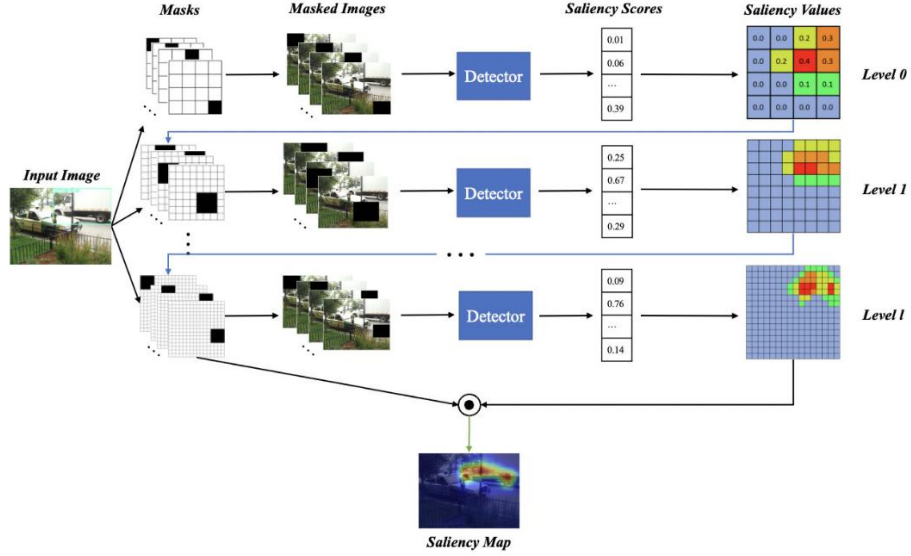 Masks
Masked Images
Saliency Scores
Saliency Values
Detector
0.01
0.06
...
0.39
0.0 0.0 0.2 0.3
0.0 0.2 0.4 0.3
0.0 0.0 0.1 0.1
0.0 0.0 0.0 0.0
Level 0
Input Image
Detector
0.25
0.67
...
0.29
Level 1
Detector
0.09
0.76
...
0.14
Level l
Saliency Map